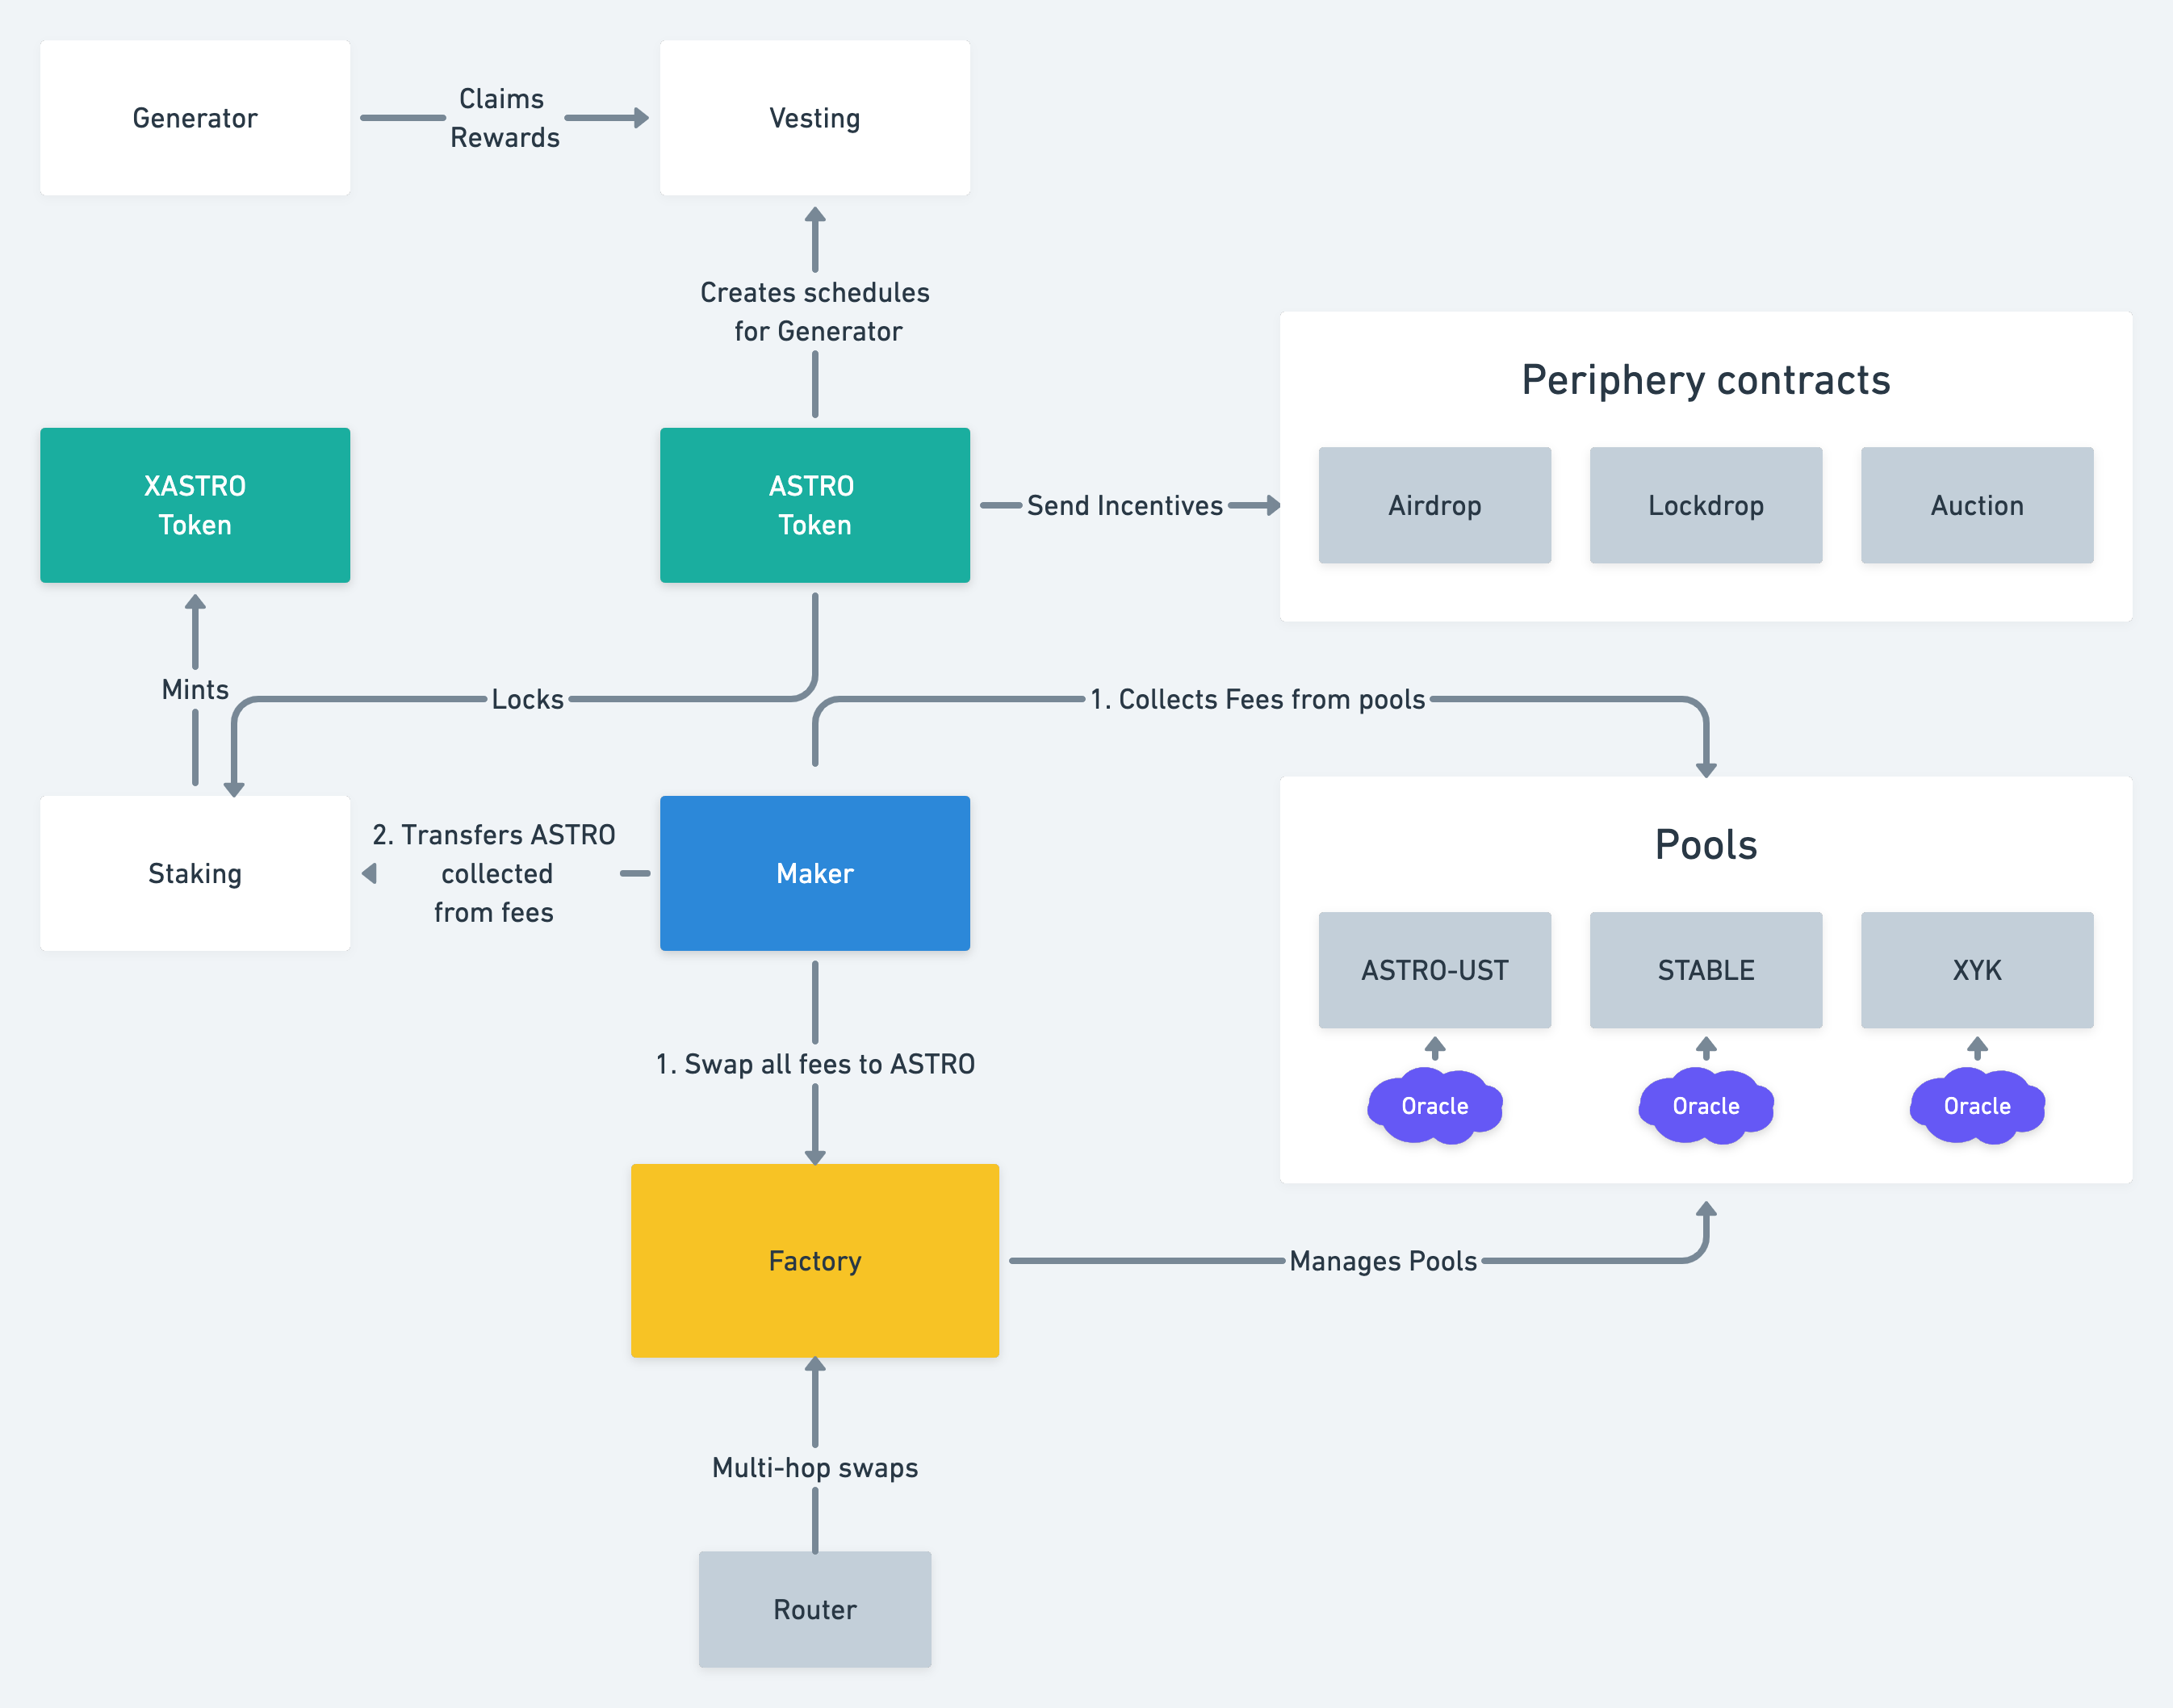 Generator
Claims
Rewards
Vesting
Creates schedules
for Generator
Periphery contracts
XASTRO
Token
ASTRO
Token
Send Incentives
Airdrop
Lockdrop
Auction
Mints
Locks
1. Collects Fees from pools
Staking
2. Transfers ASTRO
collected
from fees
Maker
Pools
ASTRO-UST
STABLE
XYK
1. Swap all fees to ASTRO
Oracle
Oracle
Oracle
Factory
Manages Pools
Multi-hop swaps
Router